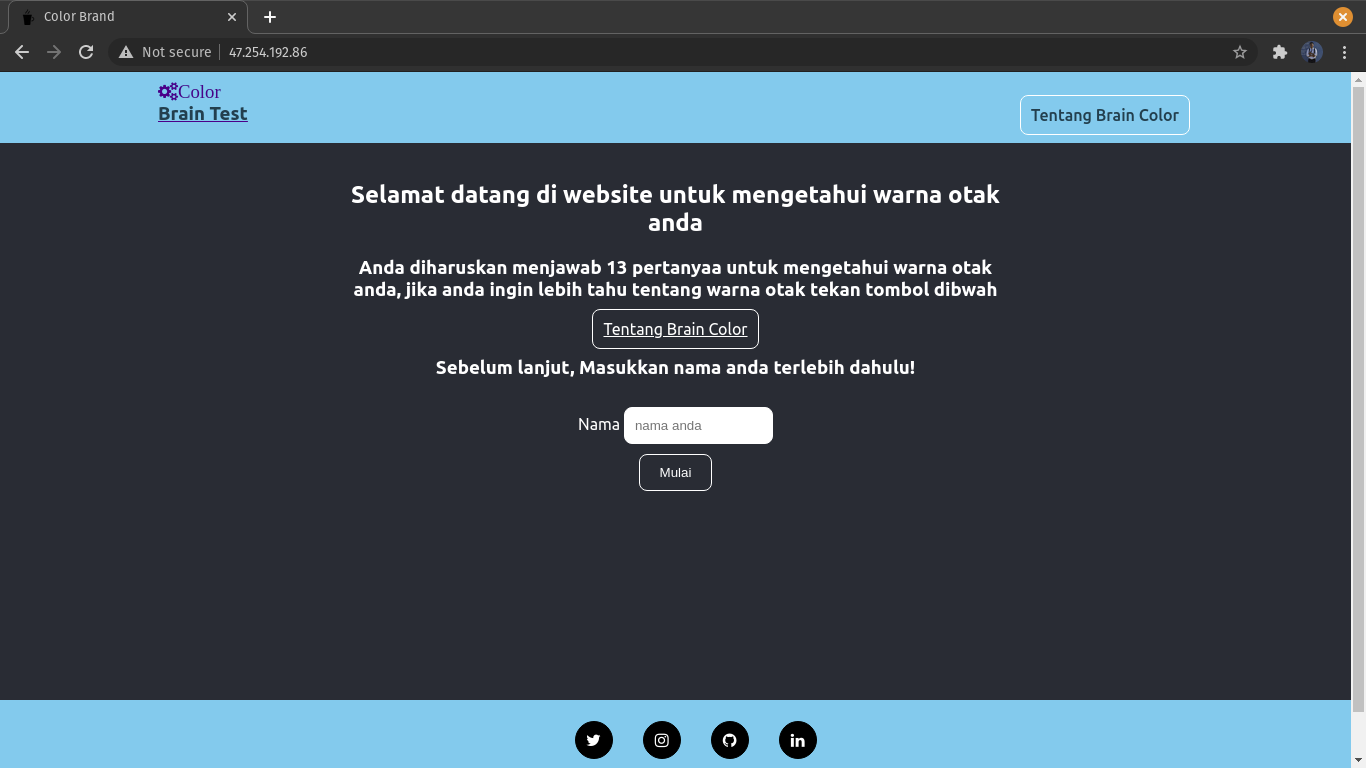 Color Brand
Not secure
47.254.192.86
Color
Brain Test
Tentang Brain Color
Selamat datang di website untuk mengetahui warna otak
anda
Anda diharuskan menjawab 13 pertanyaa untuk mengetahui warna otak
anda, jika anda ingin lebih tahu tentang warna otak tekan tombol dibwah
Tentang Brain Color
Sebelum lanjut, Masukkan nama anda terlebih dahulu!
Nama nama anda
Mulai